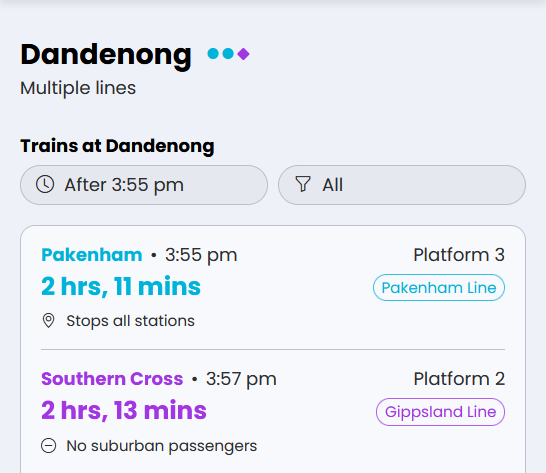 Dandenong
Multiple lines
Trains at Dandenong
After 3:55 pm
All
Pakenham • 3:55 pm
Platform 3
2 hrs, 11 mins
Pakenham Line
Stops all stations
Southern Cross • 3:57 pm
Platform 2
2 hrs, 13 mins
Gippsland Line
No suburban passengers